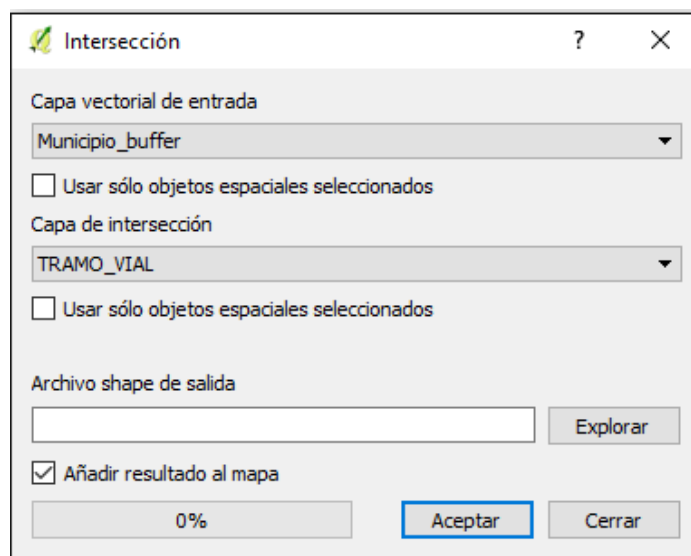 Intersección ?
Capa vectorial de entrada
Municipio_buffer
Usar sólo objetos espaciales seleccionados
Capa de intersección
TRAMO_VIAL
Usar sólo objetos espaciales seleccionados
Archivo shape de salida
Explorar
Añadir resultado al mapa
0% Aceptar Cerrar